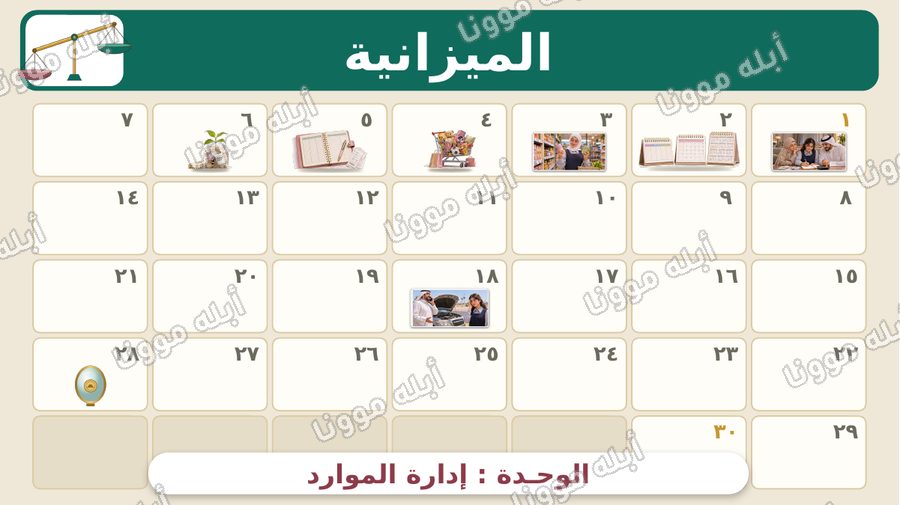 الميزانية
١ ٢ ٣ ٤ ٥ ٦ ٧
٨ ٩ ١٠ ١١ ١٢ ١٣ ١٤
١٥ ١٦ ١٧ ١٨ ١٩ ٢٠ ٢١
٢٢ ٢٣ ٢٤ ٢٥ ٢٦ ٢٧ ٢٨
٢٩ ٣٠
الوحـدة : إدارة الموارد
أبله موونا